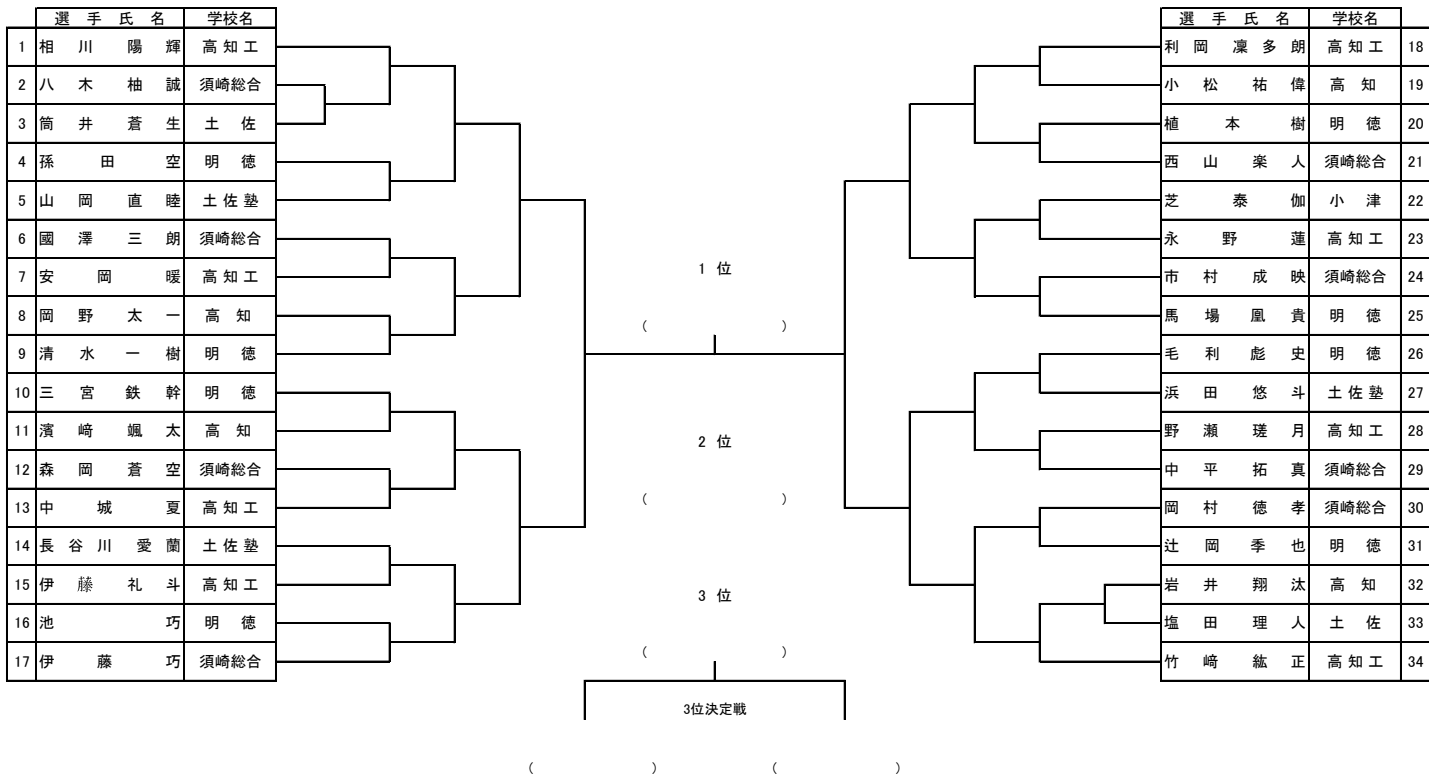 選手氏名 学校名
1 相川陽輝 高知工
2 八木柚誠 須崎総合
3 筒井蒼生 土佐
4 孫田空 明徳
5 山岡直睦 土佐塾
6 國澤三朗 須崎総合
7 安岡暖 高知工
8 岡野太一 高知
9 清水一樹 明徳
10 三宮鉄幹 明徳
11 濱﨑颯太 高知
12 森岡蒼空 須崎総合
13 中城夏 高知工
14 長谷川愛蘭 土佐塾
15 伊藤礼斗 高知工
16 池巧 明徳
17 伊藤巧 須崎総合
1 位
( )
2 位
( )
3 位
( )
3位決定戦
( ) ( )
選手氏名 学校名
利岡凜多朗 高知工 18
小松祐偉 高知 19
植本樹 明徳 20
西山楽人 須崎総合 21
芝泰伽 小津 22
永野蓮 高知工 23
市村成映 須崎総合 24
馬場凰貴 明徳 25
毛利彪史 明徳 26
浜田悠斗 土佐塾 27
野瀬瑳月 高知工 28
中平拓真 須崎総合 29
岡村徳孝 須崎総合 30
辻岡季也 明徳 31
岩井翔汰 高知 32
塩田理人 土佐 33
竹﨑紘正 高知工 34